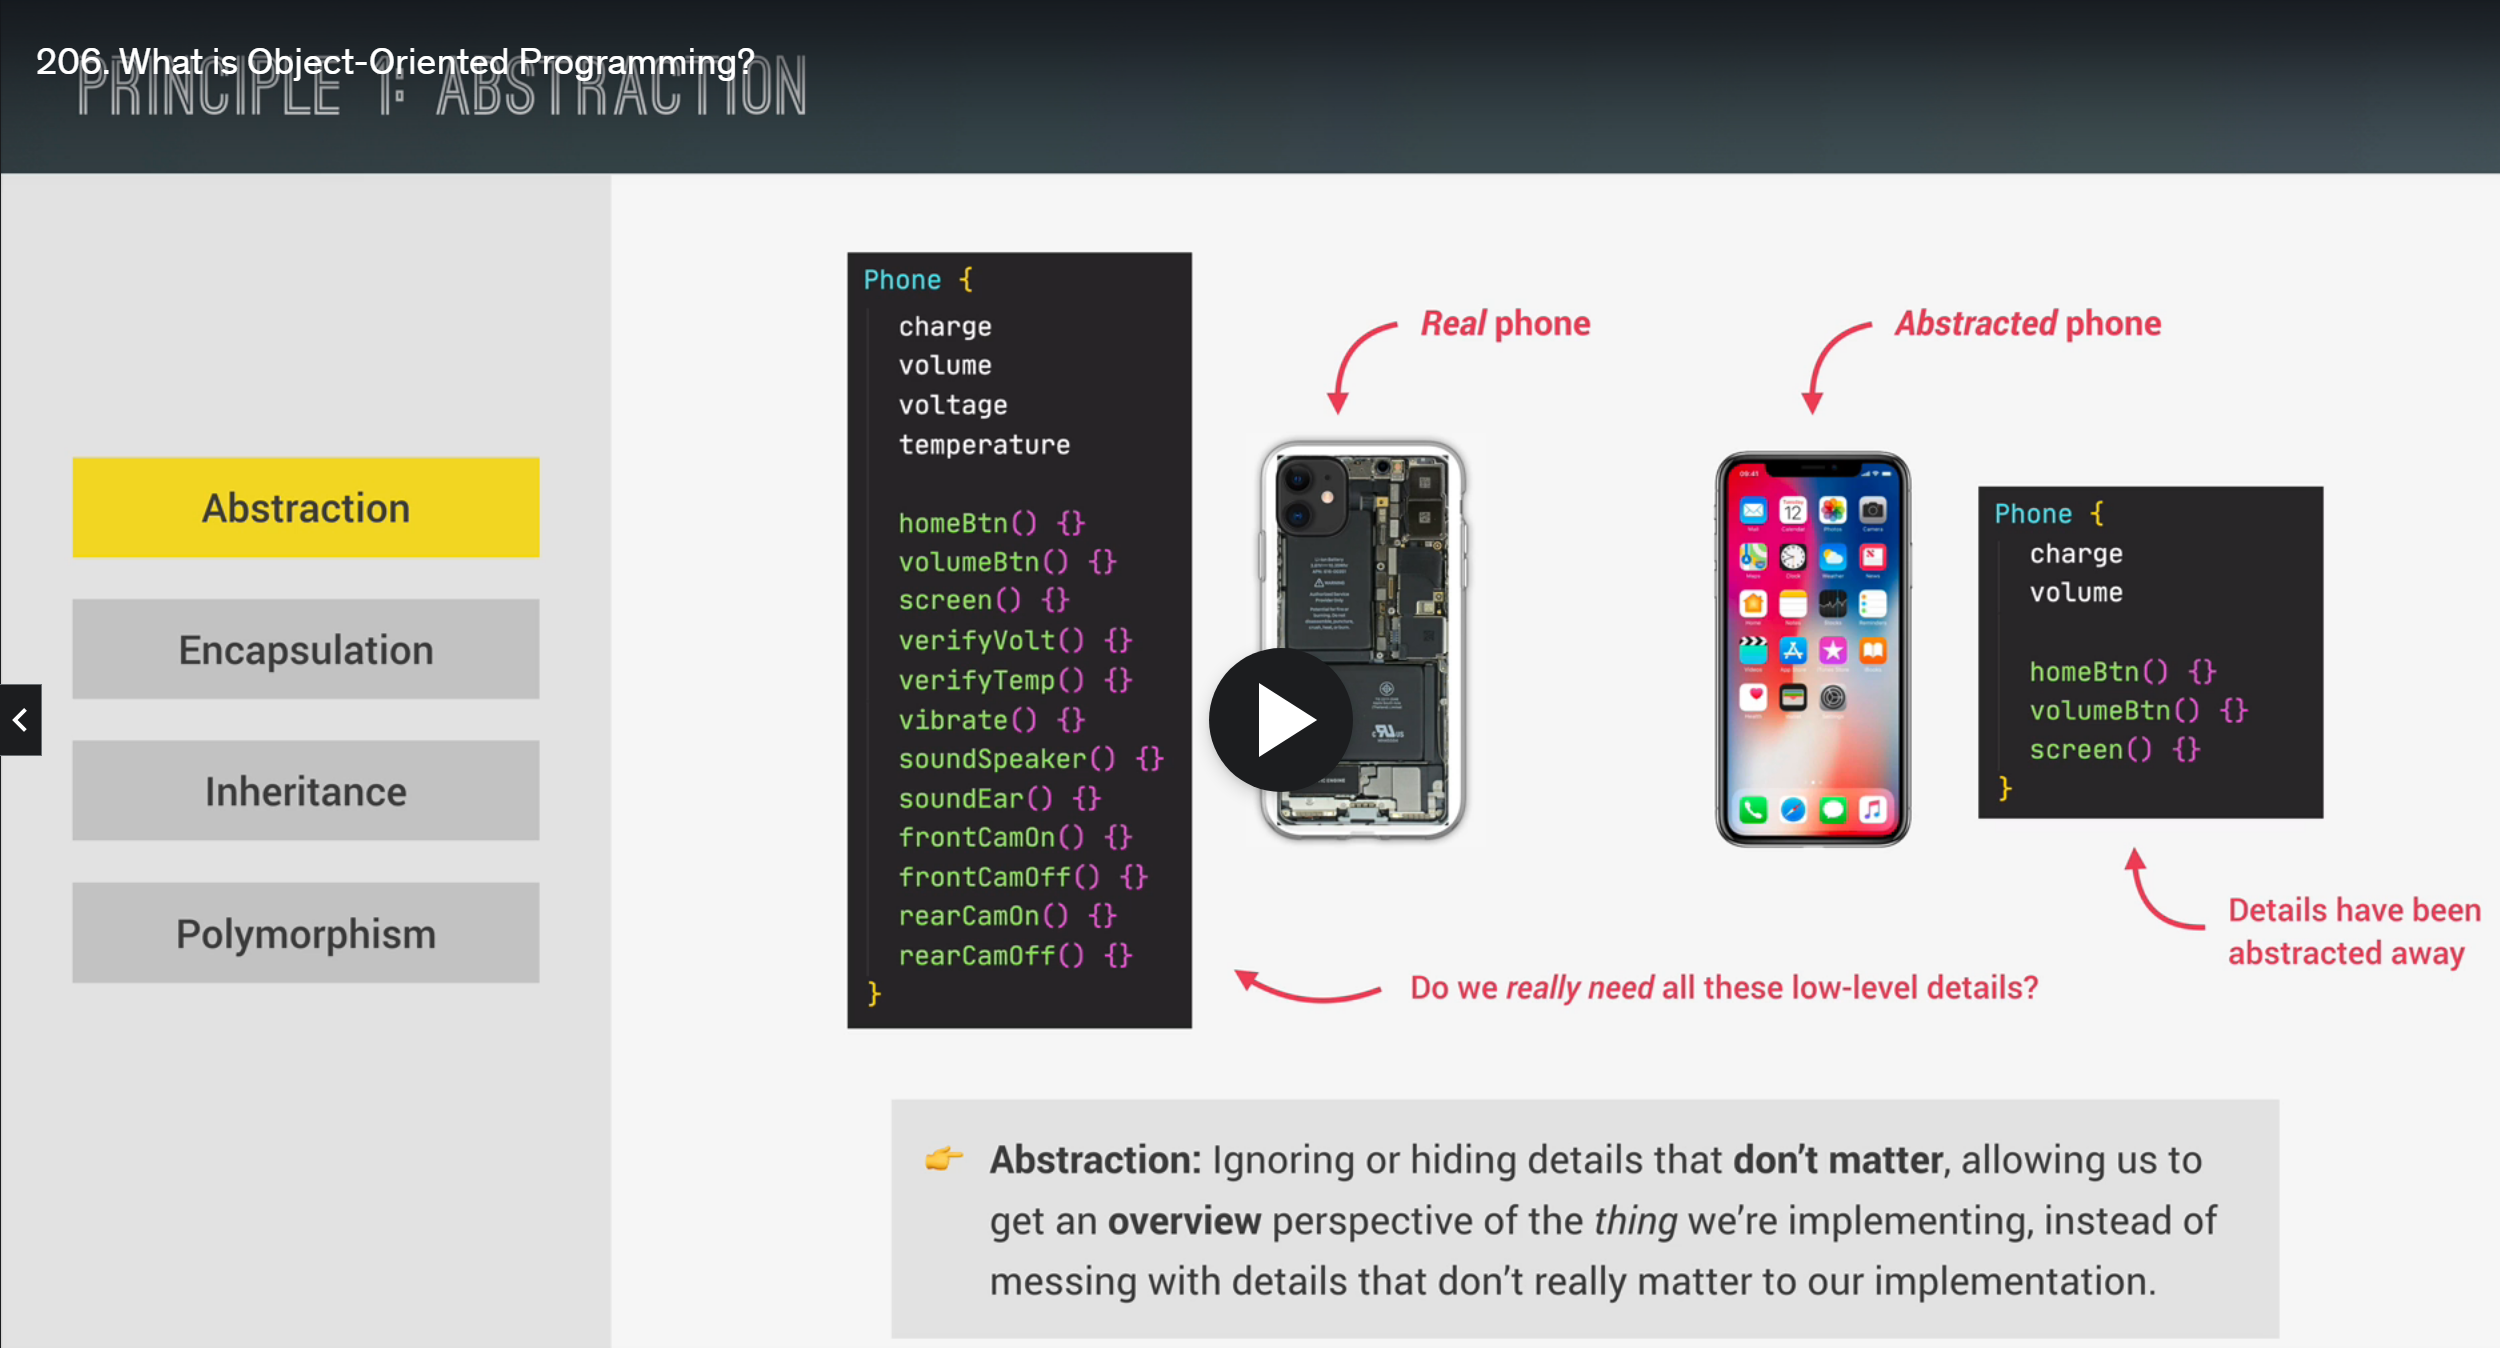 206. What is Object-Oriented Programming?
PRINCIPLE 1: ABSTRACTION
Abstraction
Encapsulation
Inheritance
Polymorphism
Phone {
charge
volume
voltage
temperature
homeBtn() {}
volumeBtn() {}
screen() {}
verifyVolt() {}
verifyTemp() {}
vibrate() {}
soundSpeaker() {}
soundEar() {}
frontCamOn() {}
frontCamOff() {}
rearCamOn() {}
rearCamOff() {}
}
Real phone
Abstracted phone
09:41
12
Phone {
charge
volume
homeBtn() {}
volumeBtn() {}
screen() {}
}
Details have been
abstracted away
Do we really need all these low-level details?
👉 Abstraction: Ignoring or hiding details that don’t matter, allowing us to
get an overview perspective of the thing we’re implementing, instead of
messing with details that don’t really matter to our implementation.